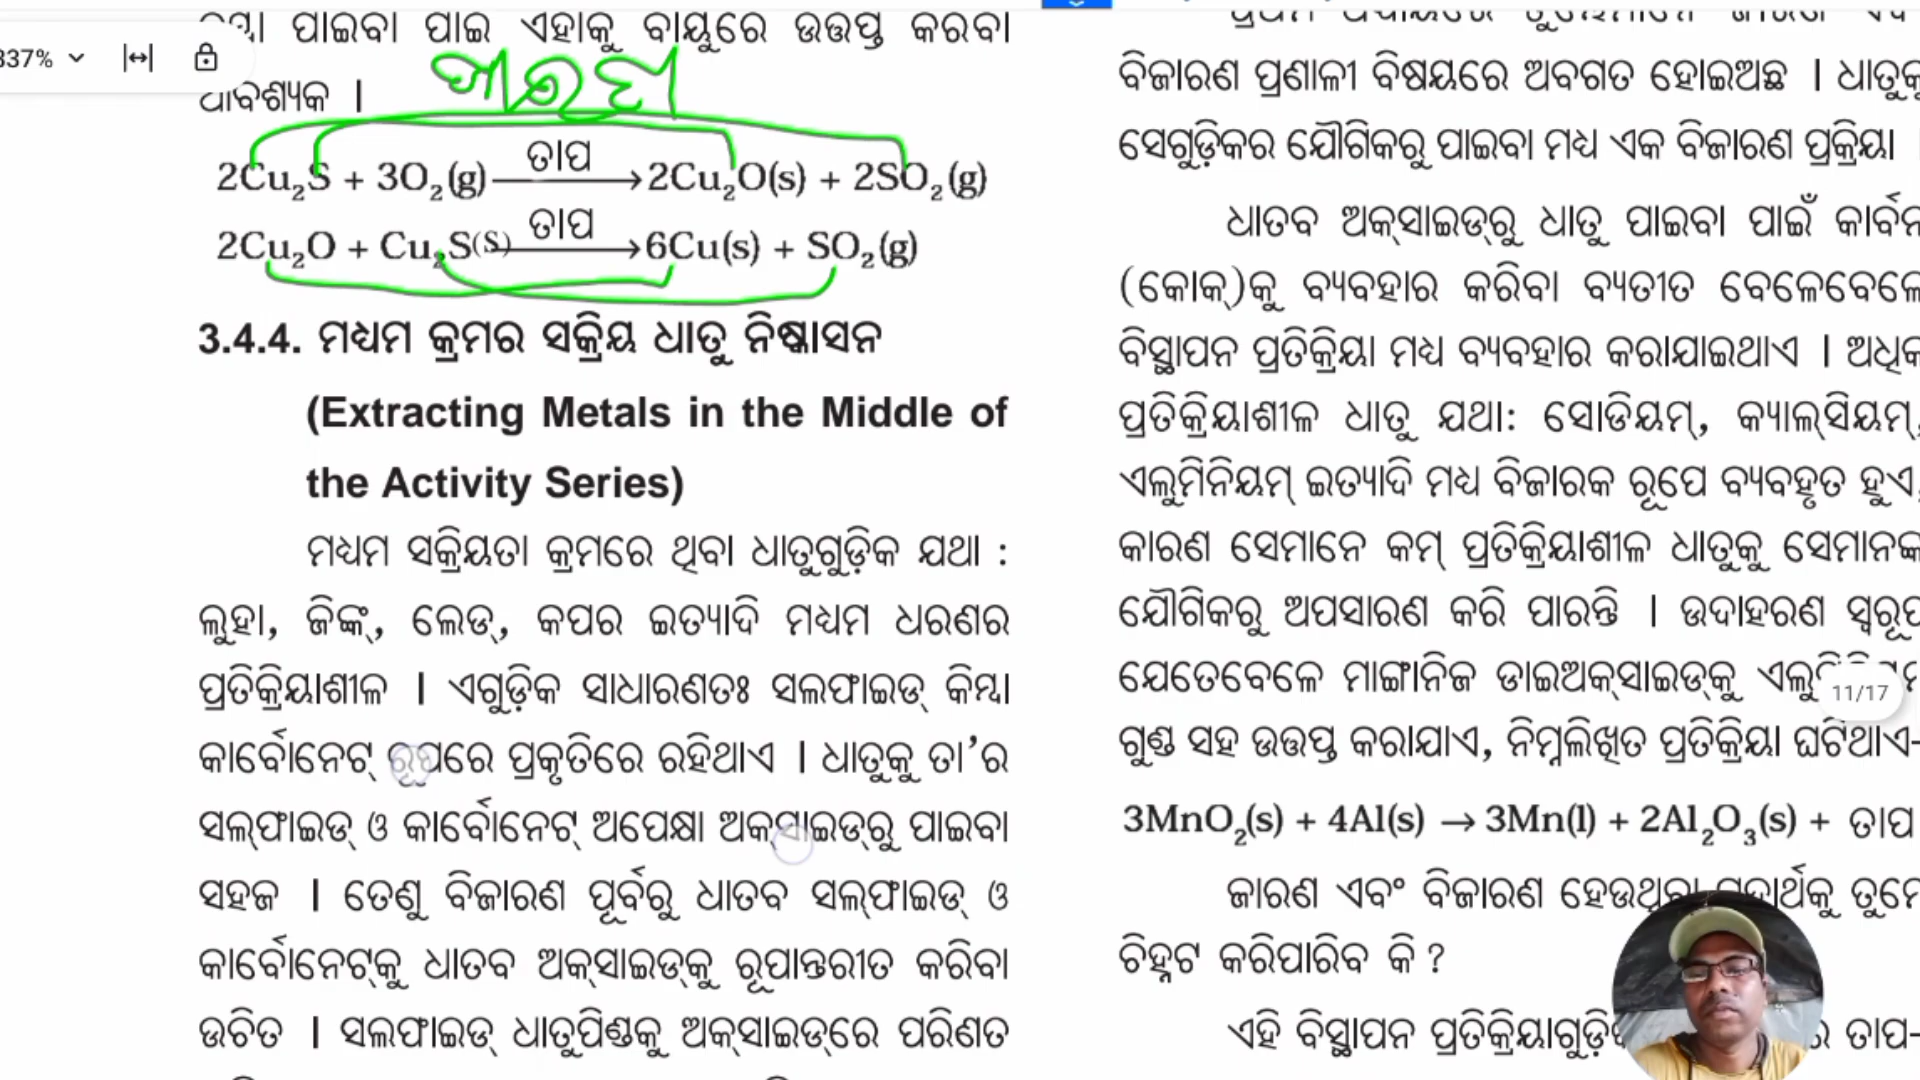 337%
ପାଇବା ପାଇଁ ଏହାକୁ ବାୟୁରେ ଉତ୍ତପ୍ତ କରବା
ଆବଶ୍ୟକ ।
2Cu₂S + 3O₂(g) ତାପ → 2Cu₂O(s) + 2SO₂(g)
2Cu₂O + Cu₂S(s) ତାପ → 6Cu(s) + SO₂(g)
3.4.4. ମଧ୍ୟମ କ୍ରମର ସକ୍ରିୟ ଧାତୁ ନିଷ୍କାସନ
(Extracting Metals in the Middle of
the Activity Series)
ମଧ୍ୟମ ସକ୍ରିୟତା କ୍ରମରେ ଥିବା ଧାତୁଗୁଡ଼ିକ ଯଥା :
ଲୁହା, ଜିଙ୍କ୍, ଲେଡ୍, କପର ଇତ୍ୟାଦି ମଧ୍ୟମ ଧରଣର
ପ୍ରତିକ୍ରିୟାଶୀଳ । ଏଗୁଡ଼ିକ ସାଧାରଣତଃ ସଲଫାଇଡ୍ କିମ୍ବା
କାର୍ବୋନେଟ୍ ରୂପରେ ପ୍ରକୃତିରେ ରହିଥାଏ । ଧାତୁକୁ ତା'ର
ସଲ୍‌ଫାଇଡ୍ ଓ କାର୍ବୋନେଟ୍ ଅପେକ୍ଷା ଅକ୍‌ସାଇଡ୍‌ରୁ ପାଇବା
ସହଜ । ତେଣୁ ବିଜାରଣ ପୂର୍ବରୁ ଧାତବ ସଲ୍‌ଫାଇଡ୍ ଓ
କାର୍ବୋନେଟ୍‌କୁ ଧାତବ ଅକ୍‌ସାଇଡ୍‌କୁ ରୂପାନ୍ତରୀତ କରିବା
ଉଚିତ । ସଲଫାଇଡ୍ ଧାତୁପିଣ୍ଡକୁ ଅକ୍‌ସାଇଡ୍‌ରେ ପରିଣତ
ବିଜାରଣ ପ୍ରଣାଳୀ ବିଷୟରେ ଅବଗତ ହୋଇଅଛ । ଧାତୁକୁ
ସେଗୁଡ଼ିକର ଯୌଗିକରୁ ପାଇବା ମଧ୍ୟ ଏକ ବିଜାରଣ ପ୍ରକ୍ରିୟା
ଧାତବ ଅକ୍‌ସାଇଡ୍‌ରୁ ଧାତୁ ପାଇବା ପାଇଁ କାର୍ବନ
(କୋକ୍)କୁ ବ୍ୟବହାର କରିବା ବ୍ୟତୀତ ବେଳେବେଳେ
ବିସ୍ଥାପନ ପ୍ରତିକ୍ରିୟା ମଧ୍ୟ ବ୍ୟବହାର କରାଯାଇଥାଏ । ଅଧିକ
ପ୍ରତିକ୍ରିୟାଶୀଳ ଧାତୁ ଯଥା: ସୋଡିୟମ୍, କ୍ୟାଲ୍‌ସିୟମ୍,
ଏଲୁମିନିୟମ୍ ଇତ୍ୟାଦି ମଧ୍ୟ ବିଜାରକ ରୂପେ ବ୍ୟବହୃତ ହୁଏ,
କାରଣ ସେମାନେ କମ୍ ପ୍ରତିକ୍ରିୟାଶୀଳ ଧାତୁକୁ ସେମାନଙ୍କ
ଯୌଗିକରୁ ଅପସାରଣ କରି ପାରନ୍ତି । ଉଦାହରଣ ସ୍ୱରୂପ
ଯେତେବେଳେ ମାଙ୍ଗାନିଜ ଡାଇଅକ୍‌ସାଇଡ୍‌କୁ
11/17
ଗୁଣ୍ଡ ସହ ଉତ୍ତପ୍ତ କରାଯାଏ, ନିମ୍ନଲିଖିତ ପ୍ରତିକ୍ରିୟା ଘଟିଥାଏ-
3MnO₂(s) + 4Al(s) → 3Mn(l) + 2Al₂O₃(s) + ତାପ
ଜାରଣ ଏବଂ ବିଜାରଣ ହେଉଥିବା ପଦାର୍ଥକୁ
ଚିହ୍ନଟ କରିପାରିବ କି ?
ଏହି ବିସ୍ଥାପନ ତାପ-